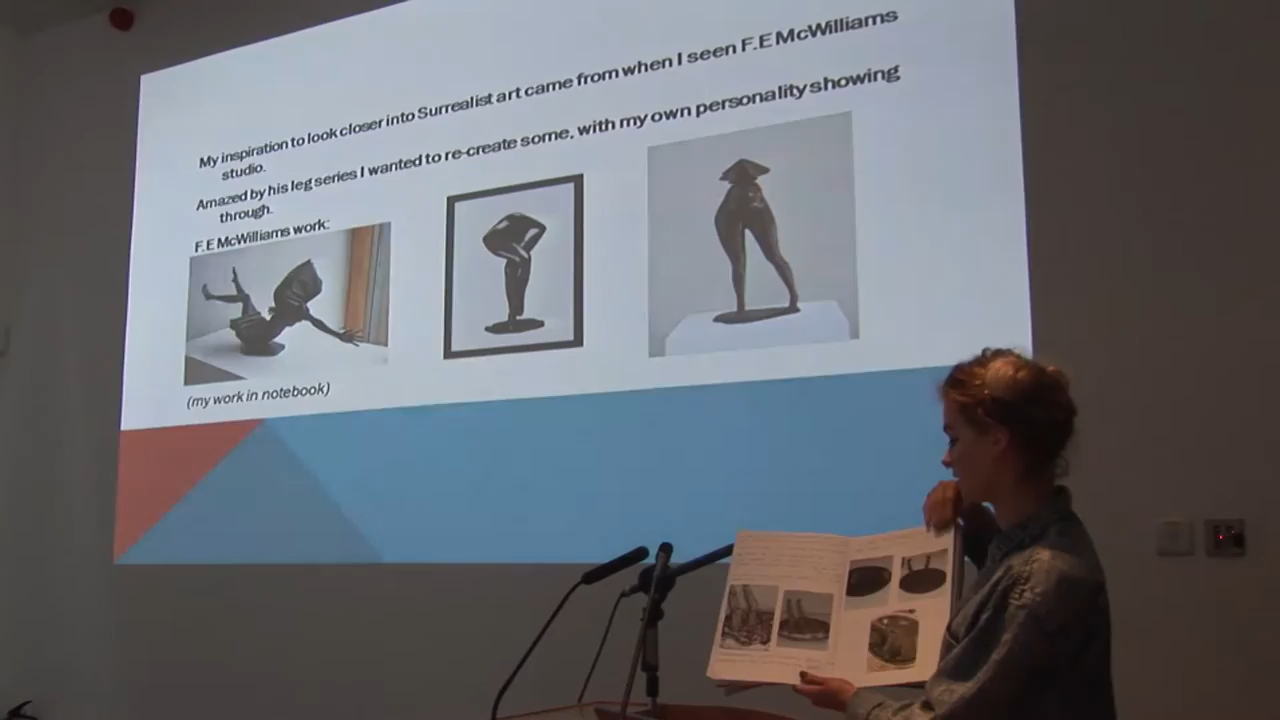 My inspiration to look closer into Surrealist art came from when I seen F.E McWilliams
studio.
Amazed by his leg series I wanted to re-create some, with my own personality showing
through.
F.E McWilliams work:
(my work in notebook)